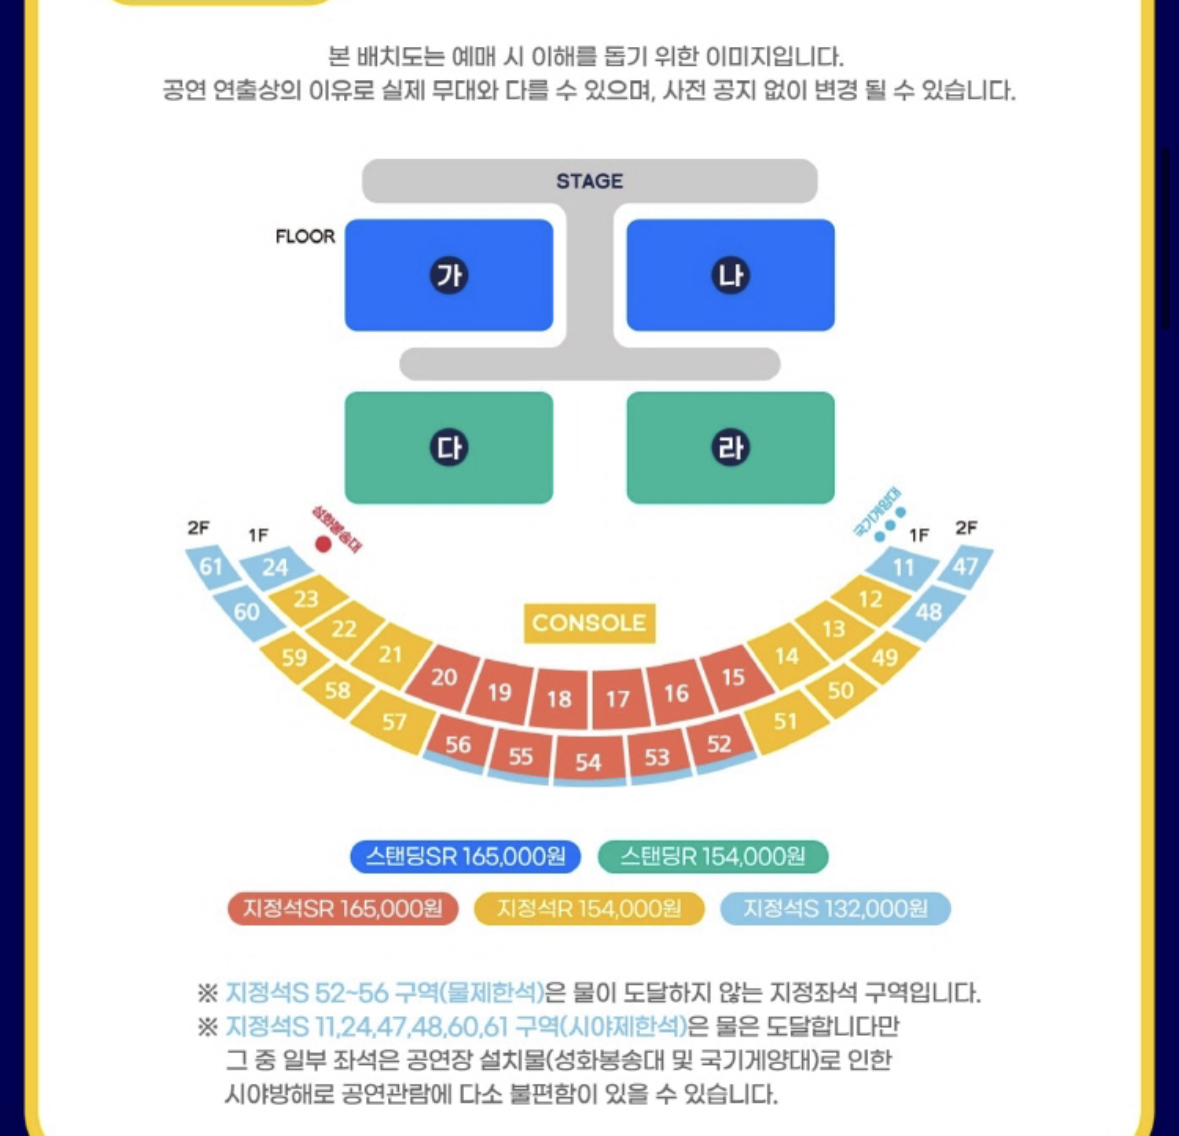 본 배치도는 예매 시 이해를 돕기 위한 이미지입니다.
공연 연출상의 이유로 실제 무대와 다를 수 있으며, 사전 공지 없이 변경 될 수 있습니다.
STAGE
FLOOR
가
나
다
라
성화봉송대
국기게양대
2F
1F
1F
2F
61
24
11
47
60
23
12
48
59
22
13
49
58
21
14
50
57
20
19
18
17
16
15
51
56
55
54
53
52
CONSOLE
스탠딩SR 165,000원
스탠딩R 154,000원
지정석SR 165,000원
지정석R 154,000원
지정석S 132,000원
※ 지정석S 52~56 구역(물제한석)은 물이 도달하지 않는 지정좌석 구역입니다.
※ 지정석S 11,24,47,48,60,61 구역(시야제한석)은 물은 도달합니다만
그 중 일부 좌석은 공연장 설치물(성화봉송대 및 국기게양대)로 인한
시야방해로 공연관람에 다소 불편함이 있을 수 있습니다.